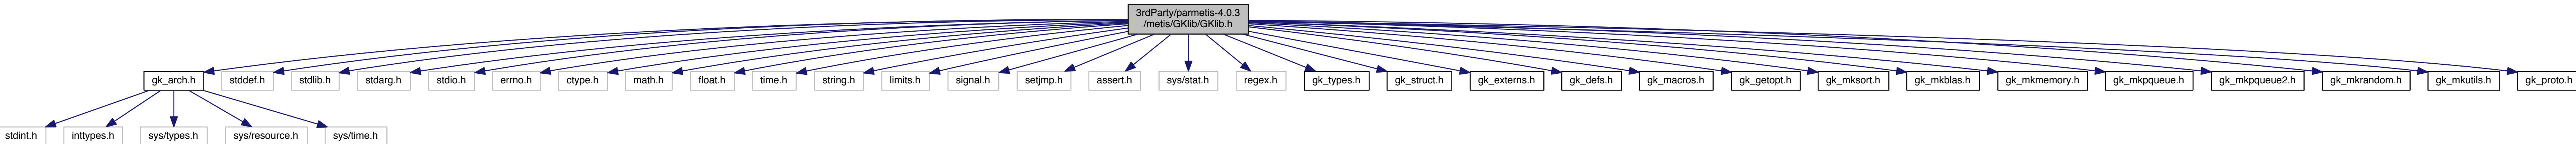 3rdParty/parmetis-4.0.3
/metis/GKlib/GKlib.h
gk_arch.h
stddef.h
stdlib.h
stdarg.h
stdio.h
errno.h
ctype.h
math.h
float.h
time.h
string.h
limits.h
signal.h
setjmp.h
assert.h
sys/stat.h
regex.h
gk_types.h
gk_struct.h
gk_externs.h
gk_defs.h
gk_macros.h
gk_getopt.h
gk_mksort.h
gk_mkblas.h
gk_mkmemory.h
gk_mkpqueue.h
gk_mkpqueue2.h
gk_mkrandom.h
gk_mkutils.h
gk_proto.h
stdint.h
inttypes.h
sys/types.h
sys/resource.h
sys/time.h